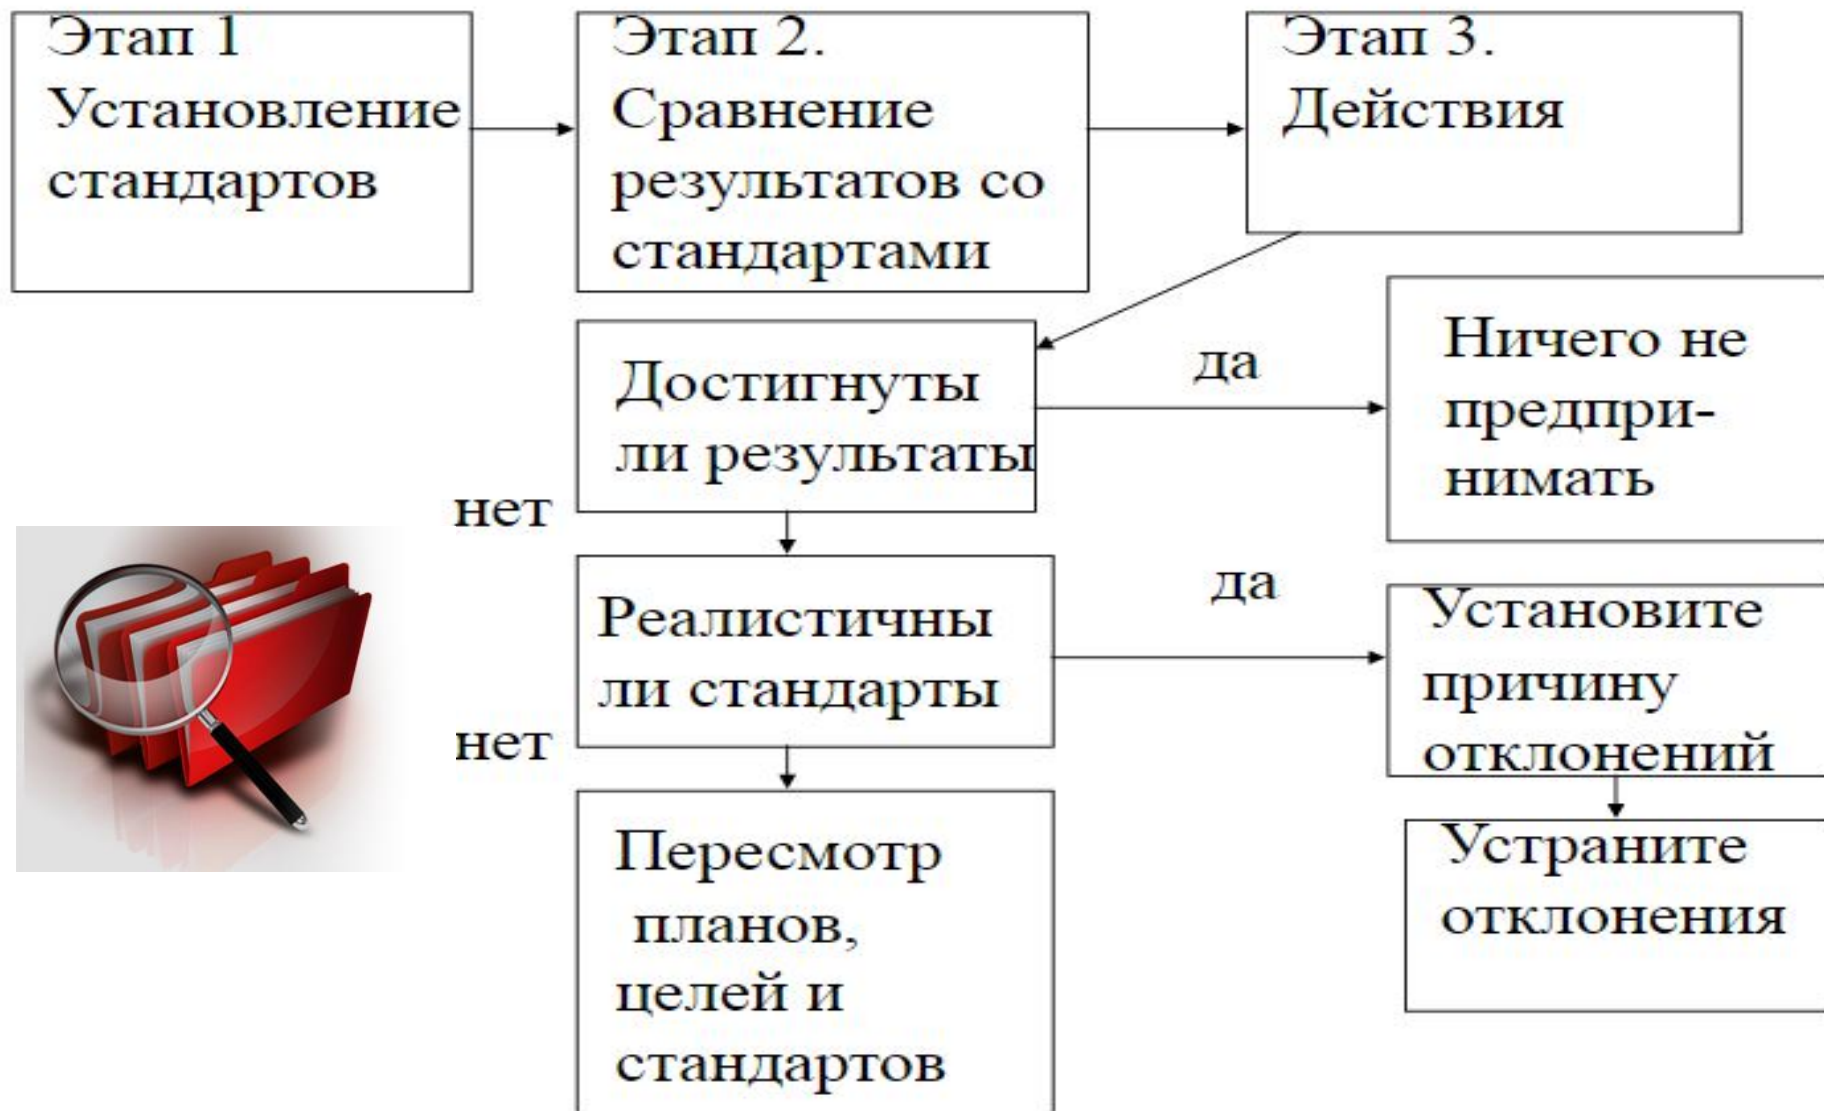 Этап 1
Установление
стандартов
Этап 2.
Сравнение
результатов со
стандартами
Этап 3.
Действия
Достигнуты
ли результаты
да
Ничего не
предпри-
нимать
нет
Реалистичны
ли стандарты
да
Установите
причину
отклонений
нет
Устраните
отклонения
Пересмотр
планов,
целей и
стандартов